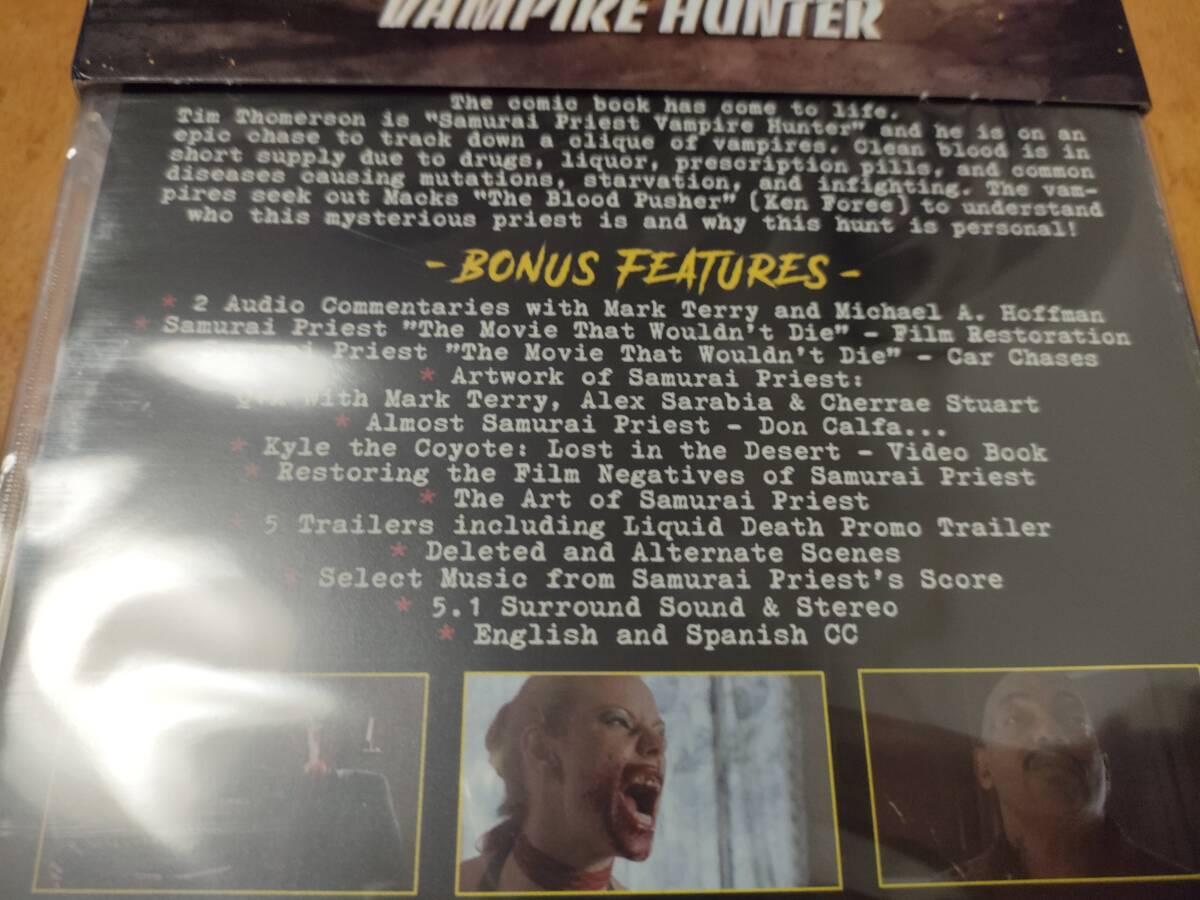 VAMPIRE HUNTER
The comic book has come to life.
Tim Thomerson is "Samurai Priest Vampire Hunter" and he is on an
epic chase to track down a clique of vampires. Clean blood is in
short supply due to drugs, liquor, prescription pills, and common
diseases causing mutations, starvation, and infighting. The vam-
pires seek out Macks "The Blood Pusher" (Ken Foree) to understand
who this mysterious priest is and why this hunt is personal!
- BONUS FEATURES -
* 2 Audio Commentaries with Mark Terry and Michael A. Hoffman
* Samurai Priest "The Movie That Wouldn't Die" - Film Restoration
Priest "The Movie That Wouldn't Die" - Car Chases
* Artwork of Samurai Priest:
with Mark Terry, Alex Sarabia & Cherrae Stuart
* Almost Samurai Priest - Don Calfa...
* Kyle the Coyote: Lost in the Desert - Video Book
* Restoring the Film Negatives of Samurai Priest
* The Art of Samurai Priest
* 5 Trailers including Liquid Death Promo Trailer
* Deleted and Alternate Scenes
* Select Music from Samurai Priest's Score
* 5.1 Surround Sound & Stereo
* English and Spanish CC